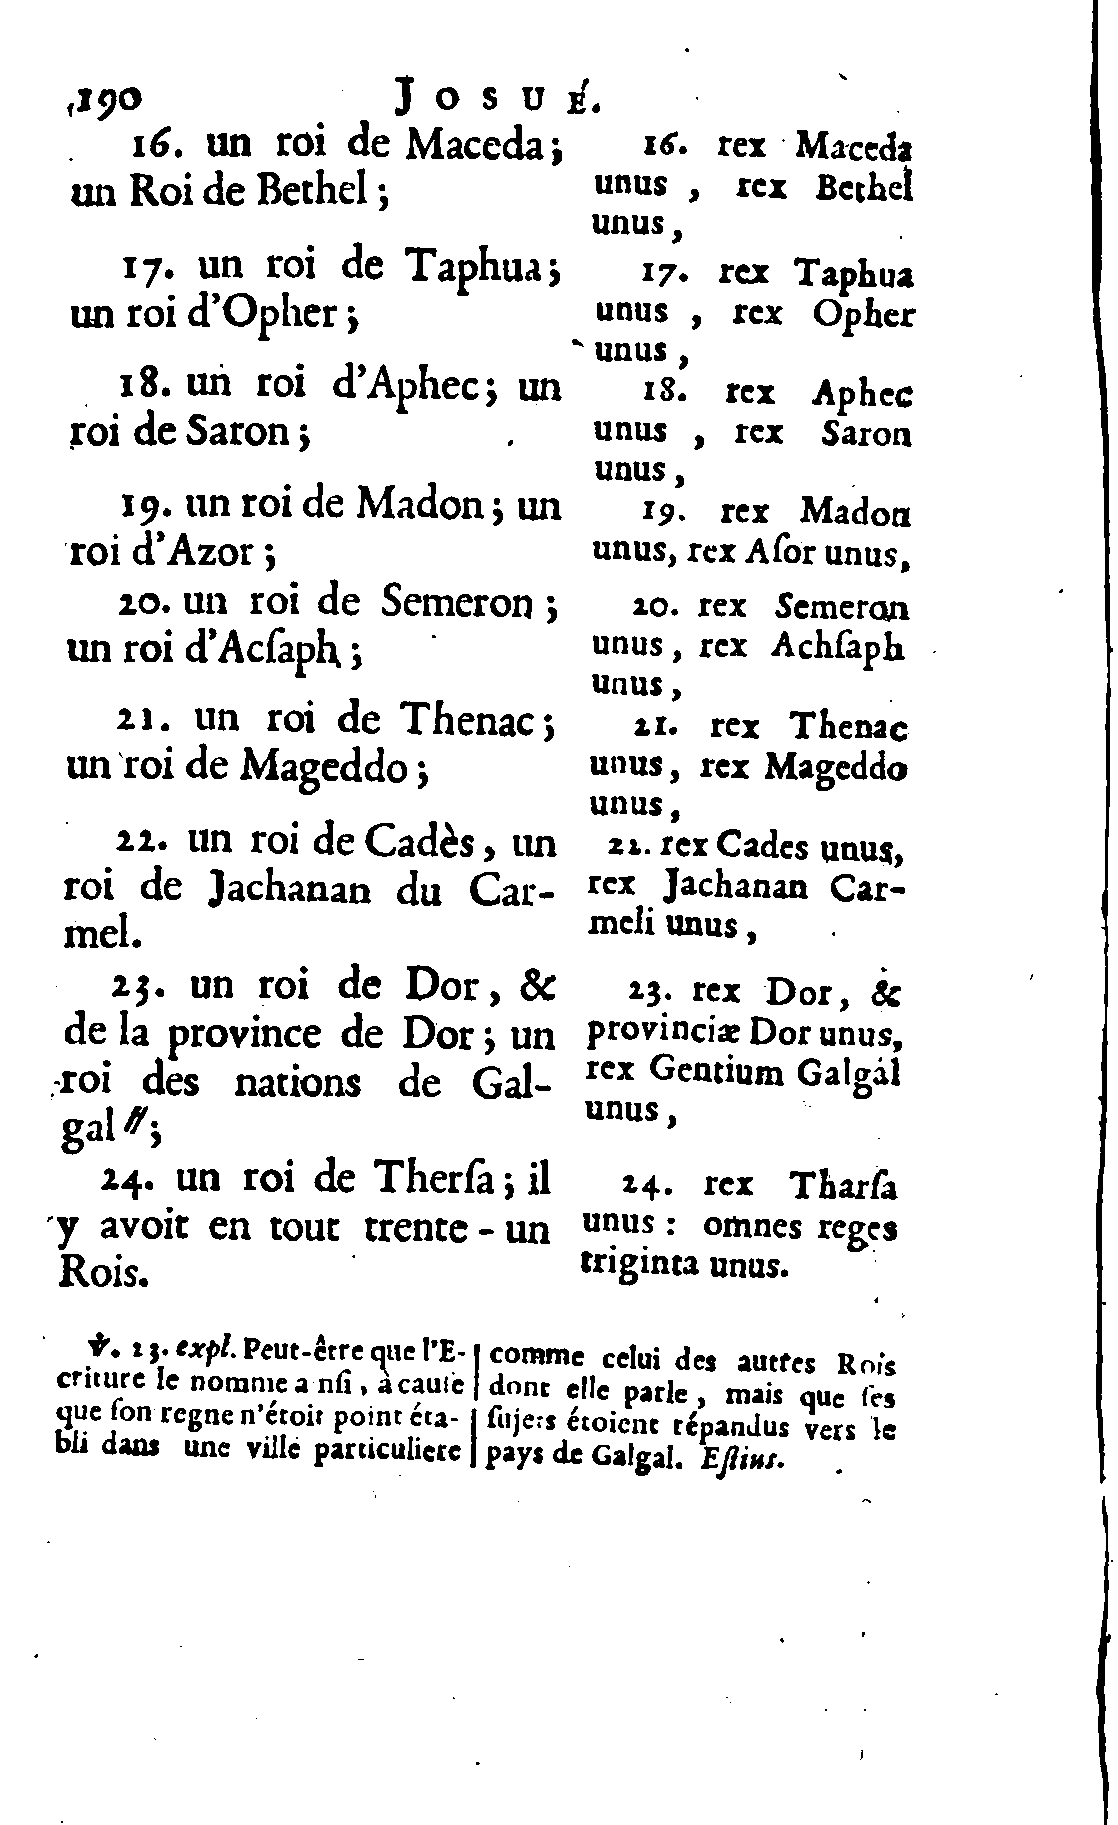 190 JOSUÉ.
16. un roi de Maceda;
un Roi de Bethel;
17. un roi de Taphua;
un roi d'Opher;
18. un roi d'Aphec; un
roi de Saron;
19. un roi de Madon; un
roi d'Azor;
20. un roi de Semeron;
un roi d'Acſaph;
21. un roi de Thenac;
un roi de Mageddo;
22. un roi de Cadès, un
roi de Jachanan du Car-
mel.
23. un roi de Dor, &
de la province de Dor; un
roi des nations de Gal-
gal //;
24. un roi de Therſa; il
y avoit en tout trente-un
Rois.
16. rex Maceda
unus, rex Bethel
unus,
17. rex Taphua
unus, rex Opher
unus,
18. rex Aphec
unus, rex Saron
unus,
19. rex Madon
unus, rex Aſor unus,
20. rex Semeron
unus, rex Achſaph
unus,
21. rex Thenac
unus, rex Mageddo
unus,
22. rex Cades unus,
rex Jachanan Car-
meli unus,
23. rex Dor, &
provinciæ Dor unus,
rex Gentium Galgal
unus,
24. rex Tharſa
unus: omnes reges
triginta unus.
℣. 23. expl. Peut-être que l'E-
criture le nomme a nſi, à cauſe
que ſon regne n'étoit point éta-
bli dans une ville particuliere
comme celui des autres Rois
dont elle parle, mais que ſes
ſujets étoient répandus vers le
pays de Galgal. Eſtius.